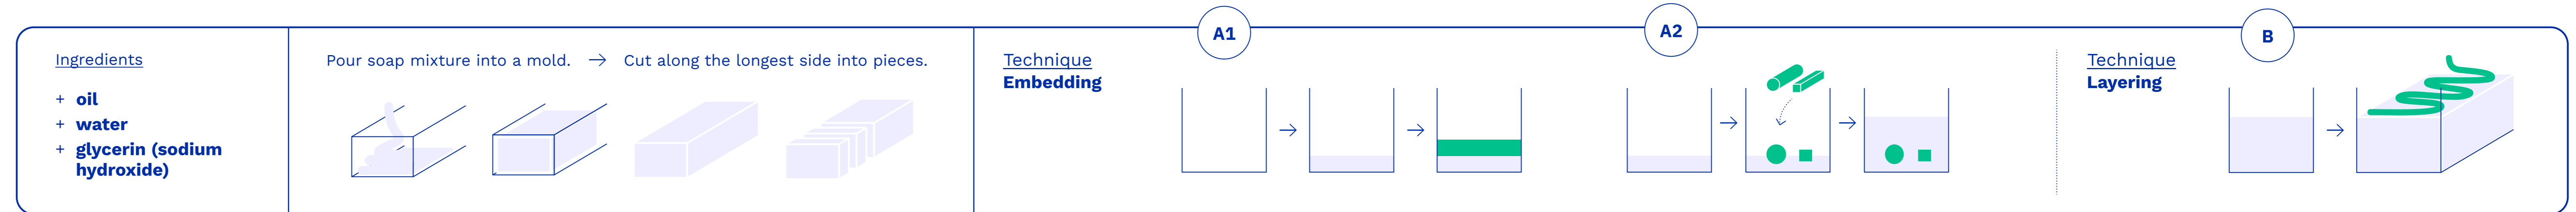 Ingredients
+ oil
+ water
+ glycerin (sodium
hydroxide)
Pour soap mixture into a mold. → Cut along the longest side into pieces.
Technique
Embedding
A1
A2
Technique
Layering
B